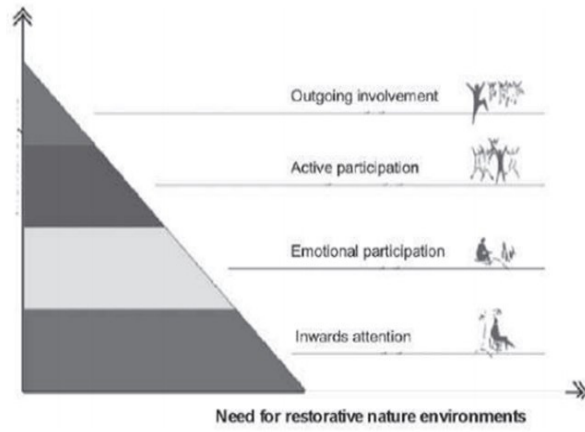 Outgoing involvement
Active participation
Emotional participation
Inwards attention
Need for restorative nature environments